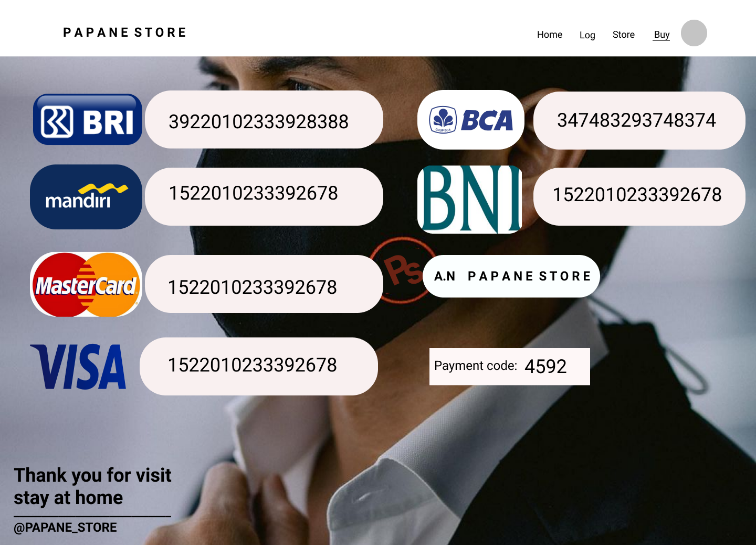 PAPANE STORE
Home Log Store Buy
BRI 39220102333928388
BCA 347483293748374
mandiri 1522010233392678
BNI 1522010233392678
MasterCard 1522010233392678
Ps
A.N PAPANE STORE
VISA 1522010233392678
Payment code: 4592
Thank you for visit
stay at home
@PAPANE_STORE